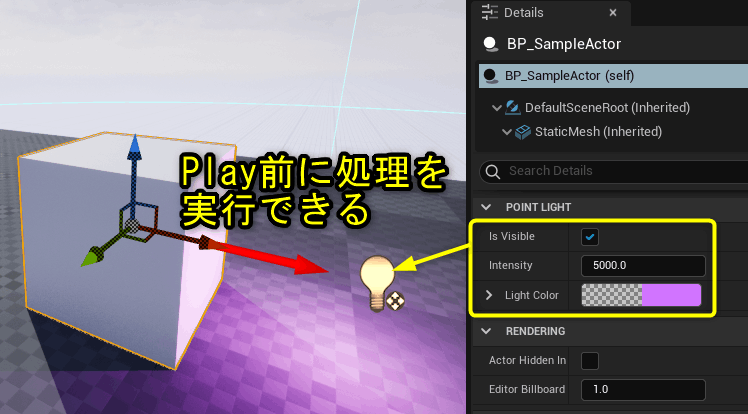 Details
BP_SampleActor
BP_SampleActor (self)
DefaultSceneRoot (Inherited)
StaticMesh (Inherited)
Search Details
Play前に処理を
実行できる
POINT LIGHT
Is Visible
Intensity
5000.0
Light Color
RENDERING
Actor Hidden In
Editor Billboard
1.0